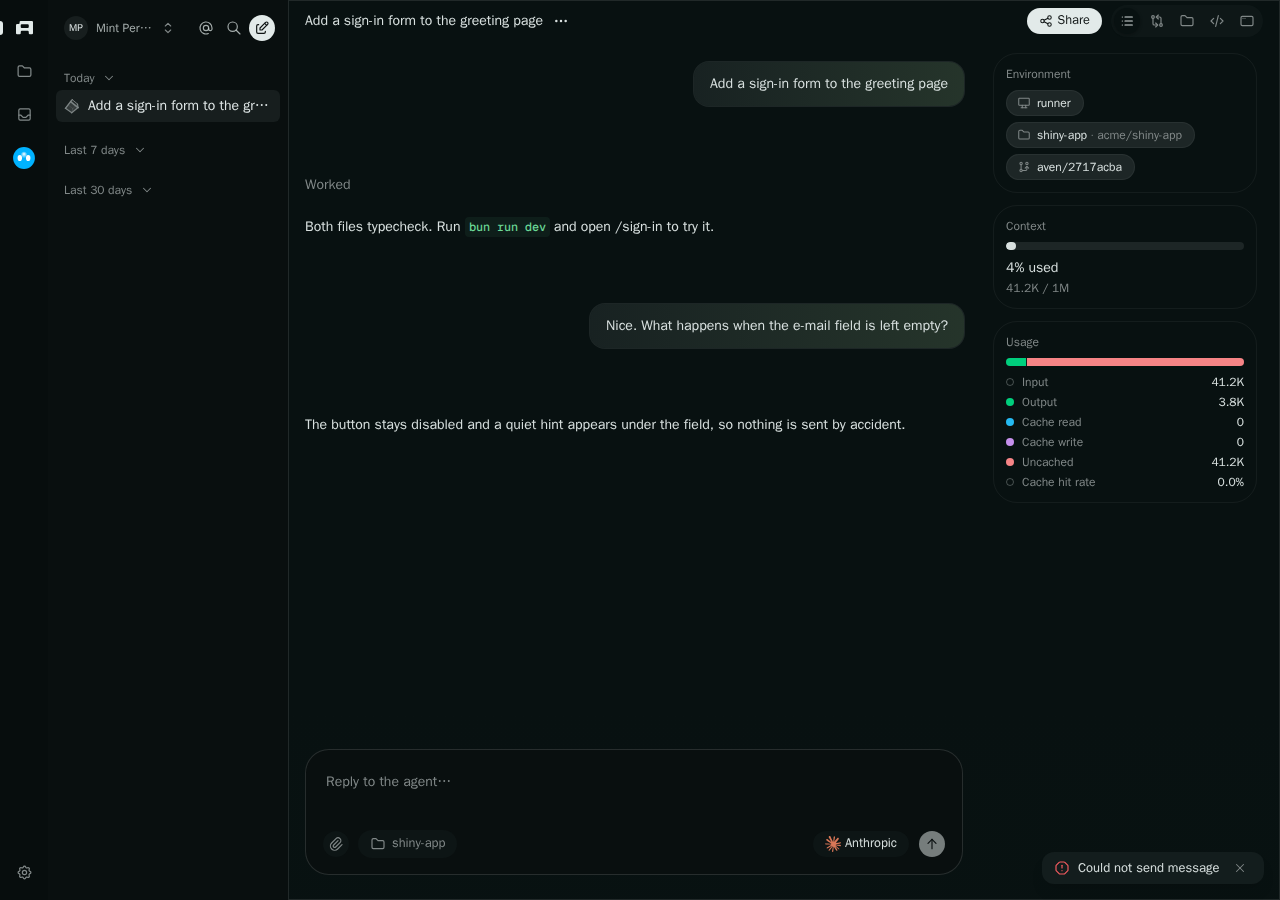 MP Mint Per···
Today
Add a sign-in form to the gr···
Last 7 days
Last 30 days
Add a sign-in form to the greeting page ···
Share
Add a sign-in form to the greeting page
Worked
Both files typecheck. Run bun run dev and open /sign-in to try it.
Nice. What happens when the e-mail field is left empty?
The button stays disabled and a quiet hint appears under the field, so nothing is sent by accident.
Reply to the agent···
shiny-app
Anthropic
Environment
runner
shiny-app · acme/shiny-app
aven/2717acba
Context
4% used
41.2K / 1M
Usage
Input 41.2K
Output 3.8K
Cache read 0
Cache write 0
Uncached 41.2K
Cache hit rate 0.0%
Could not send message